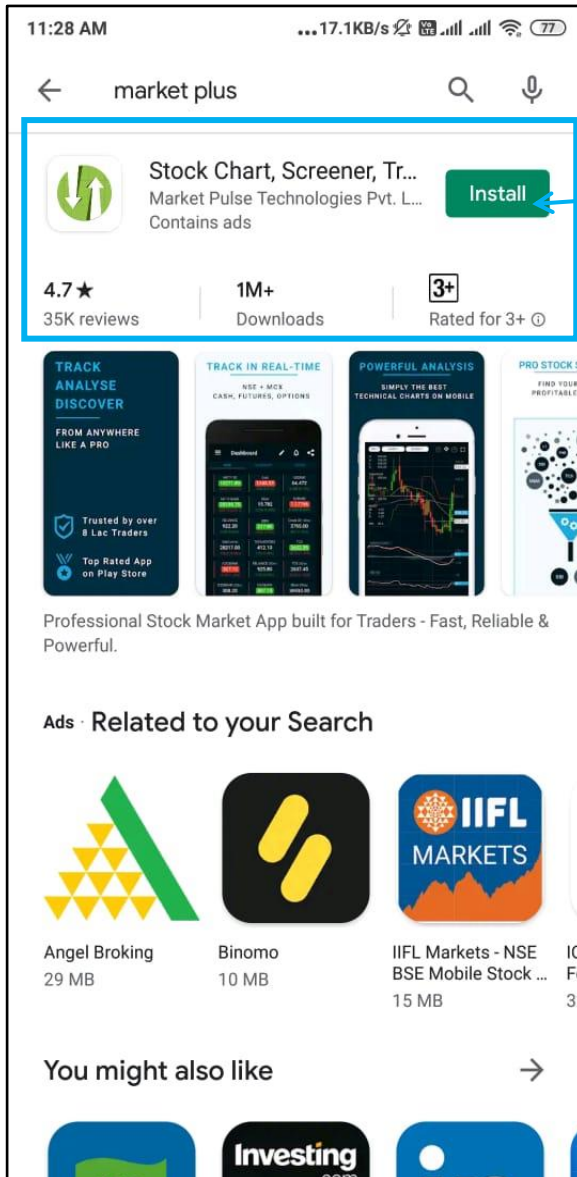 11:28 AM ...17.1KB/s Vo LTE 77
market plus
Stock Chart, Screener, Tr...
Market Pulse Technologies Pvt. L...
Contains ads
Install
4.7★ 1M+ 3+
35K reviews Downloads Rated for 3+
TRACK
ANALYSE
DISCOVER
FROM ANYWHERE
LIKE A PRO
Trusted by over
8 Lac Traders
Top Rated App
on Play Store
TRACK IN REAL-TIME
NSE + MCX
CASH, FUTURES, OPTIONS
Dashboard
POWERFUL ANALYSIS
SIMPLY THE BEST
TECHNICAL CHARTS ON MOBILE
PRO STOCK S
FIND YOUR
PROFITABLE
Professional Stock Market App built for Traders - Fast, Reliable &
Powerful.
Ads · Related to your Search
IIFL
MARKETS
Angel Broking
29 MB
Binomo
10 MB
IIFL Markets - NSE
BSE Mobile Stock ...
15 MB
You might also like
Investing
.com